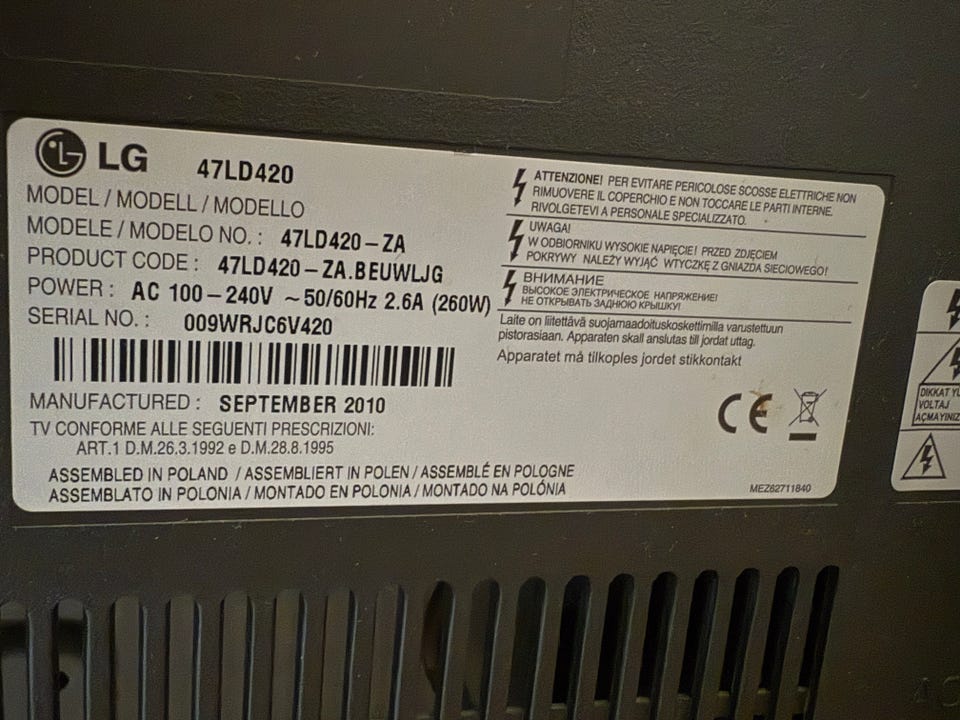 LG 47LD420
MODEL / MODELL / MODELLO
MODELE / MODELO NO. : 47LD420-ZA
PRODUCT CODE : 47LD420-ZA.BEUWLJG
POWER : AC 100-240V ~50/60Hz 2.6A (260W)
SERIAL NO. : 009WRJC6V420
MANUFACTURED : SEPTEMBER 2010
TV CONFORME ALLE SEGUENTI PRESCRIZIONI:
ART.1 D.M.26.3.1992 e D.M.28.8.1995
ASSEMBLED IN POLAND / ASSEMBLIERT IN POLEN / ASSEMBLÉ EN POLOGNE
ASSEMBLATO IN POLONIA / MONTADO EN POLONIA / MONTADO NA POLÓNIA
ATTENZIONE! PER EVITARE PERICOLOSE SCOSSE ELETTRICHE NON
RIMUOVERE IL COPERCHIO E NON TOCCARE LE PARTI INTERNE.
RIVOLGETEVI A PERSONALE SPECIALIZZATO.
UWAGA!
W ODBIORNIKU WYSOKIE NAPIĘCIE! PRZED ZDJĘCIEM
POKRYWY NALEŻY WYJĄĆ WTYCZKĘ Z GNIAZDA SIECIOWEGO!
ВНИМАНИЕ
ВЫСОКОЕ ЭЛЕКТРИЧЕСКОЕ НАПРЯЖЕНИЕ!
НЕ ОТКРЫВАТЬ ЗАДНЮЮ КРЫШКУ!
Laite on liitettävä suojamaadoituskoskettimilla varustettuun
pistorasiaan. Apparaten skall anslutas till jordat uttag.
Apparatet må tilkoples jordet stikkontakt
CE
MEZ62711840
DIKKAT
VOLTAJ
AÇMAYINIZ